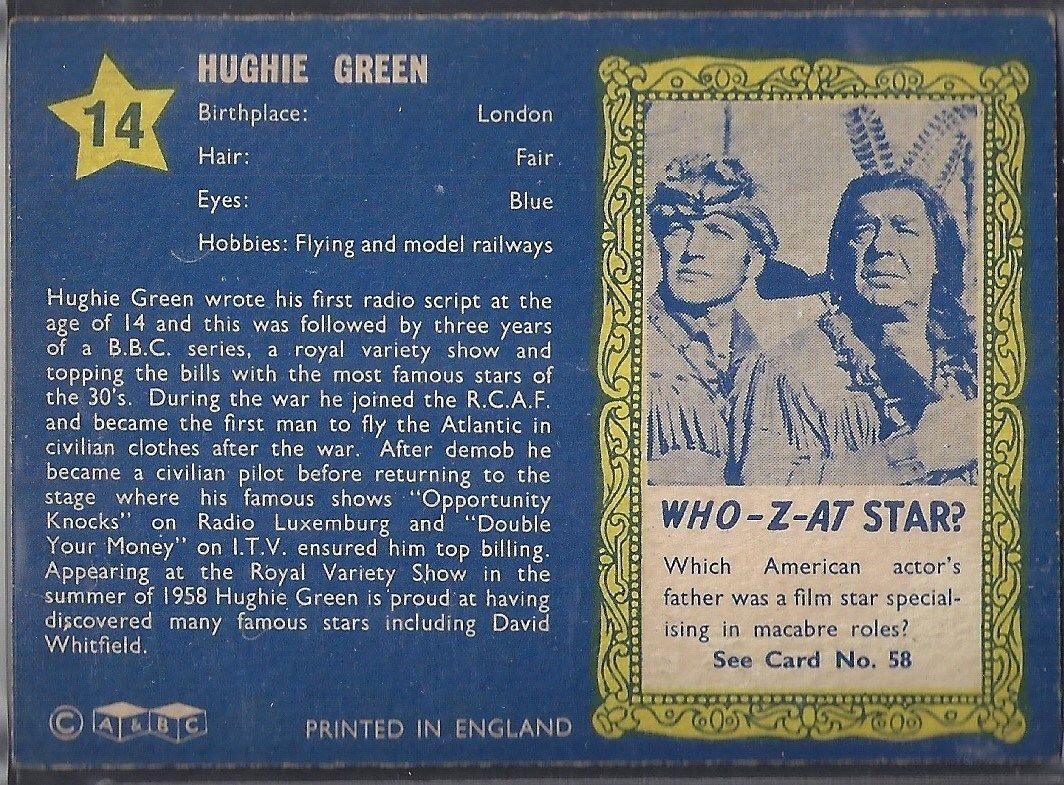 14
HUGHIE GREEN
Birthplace: London
Hair: Fair
Eyes: Blue
Hobbies: Flying and model railways
Hughie Green wrote his first radio script at the
age of 14 and this was followed by three years
of a B.B.C. series, a royal variety show and
topping the bills with the most famous stars of
the 30's. During the war he joined the R.C.A.F.
and became the first man to fly the Atlantic in
civilian clothes after the war. After demob he
became a civilian pilot before returning to the
stage where his famous shows "Opportunity
Knocks" on Radio Luxemburg and "Double
Your Money" on I.T.V. ensured him top billing.
Appearing at the Royal Variety Show in the
summer of 1958 Hughie Green is proud at having
discovered many famous stars including David
Whitfield.
© A & B C
PRINTED IN ENGLAND
WHO-Z-AT STAR?
Which American actor's
father was a film star special-
ising in macabre roles?
See Card No. 58